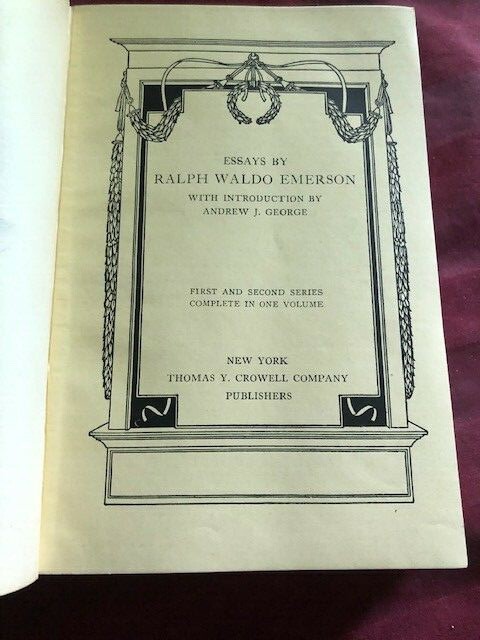 ESSAYS BY
RALPH WALDO EMERSON
WITH INTRODUCTION BY
ANDREW J. GEORGE
FIRST AND SECOND SERIES
COMPLETE IN ONE VOLUME
NEW YORK
THOMAS Y. CROWELL COMPANY
PUBLISHERS